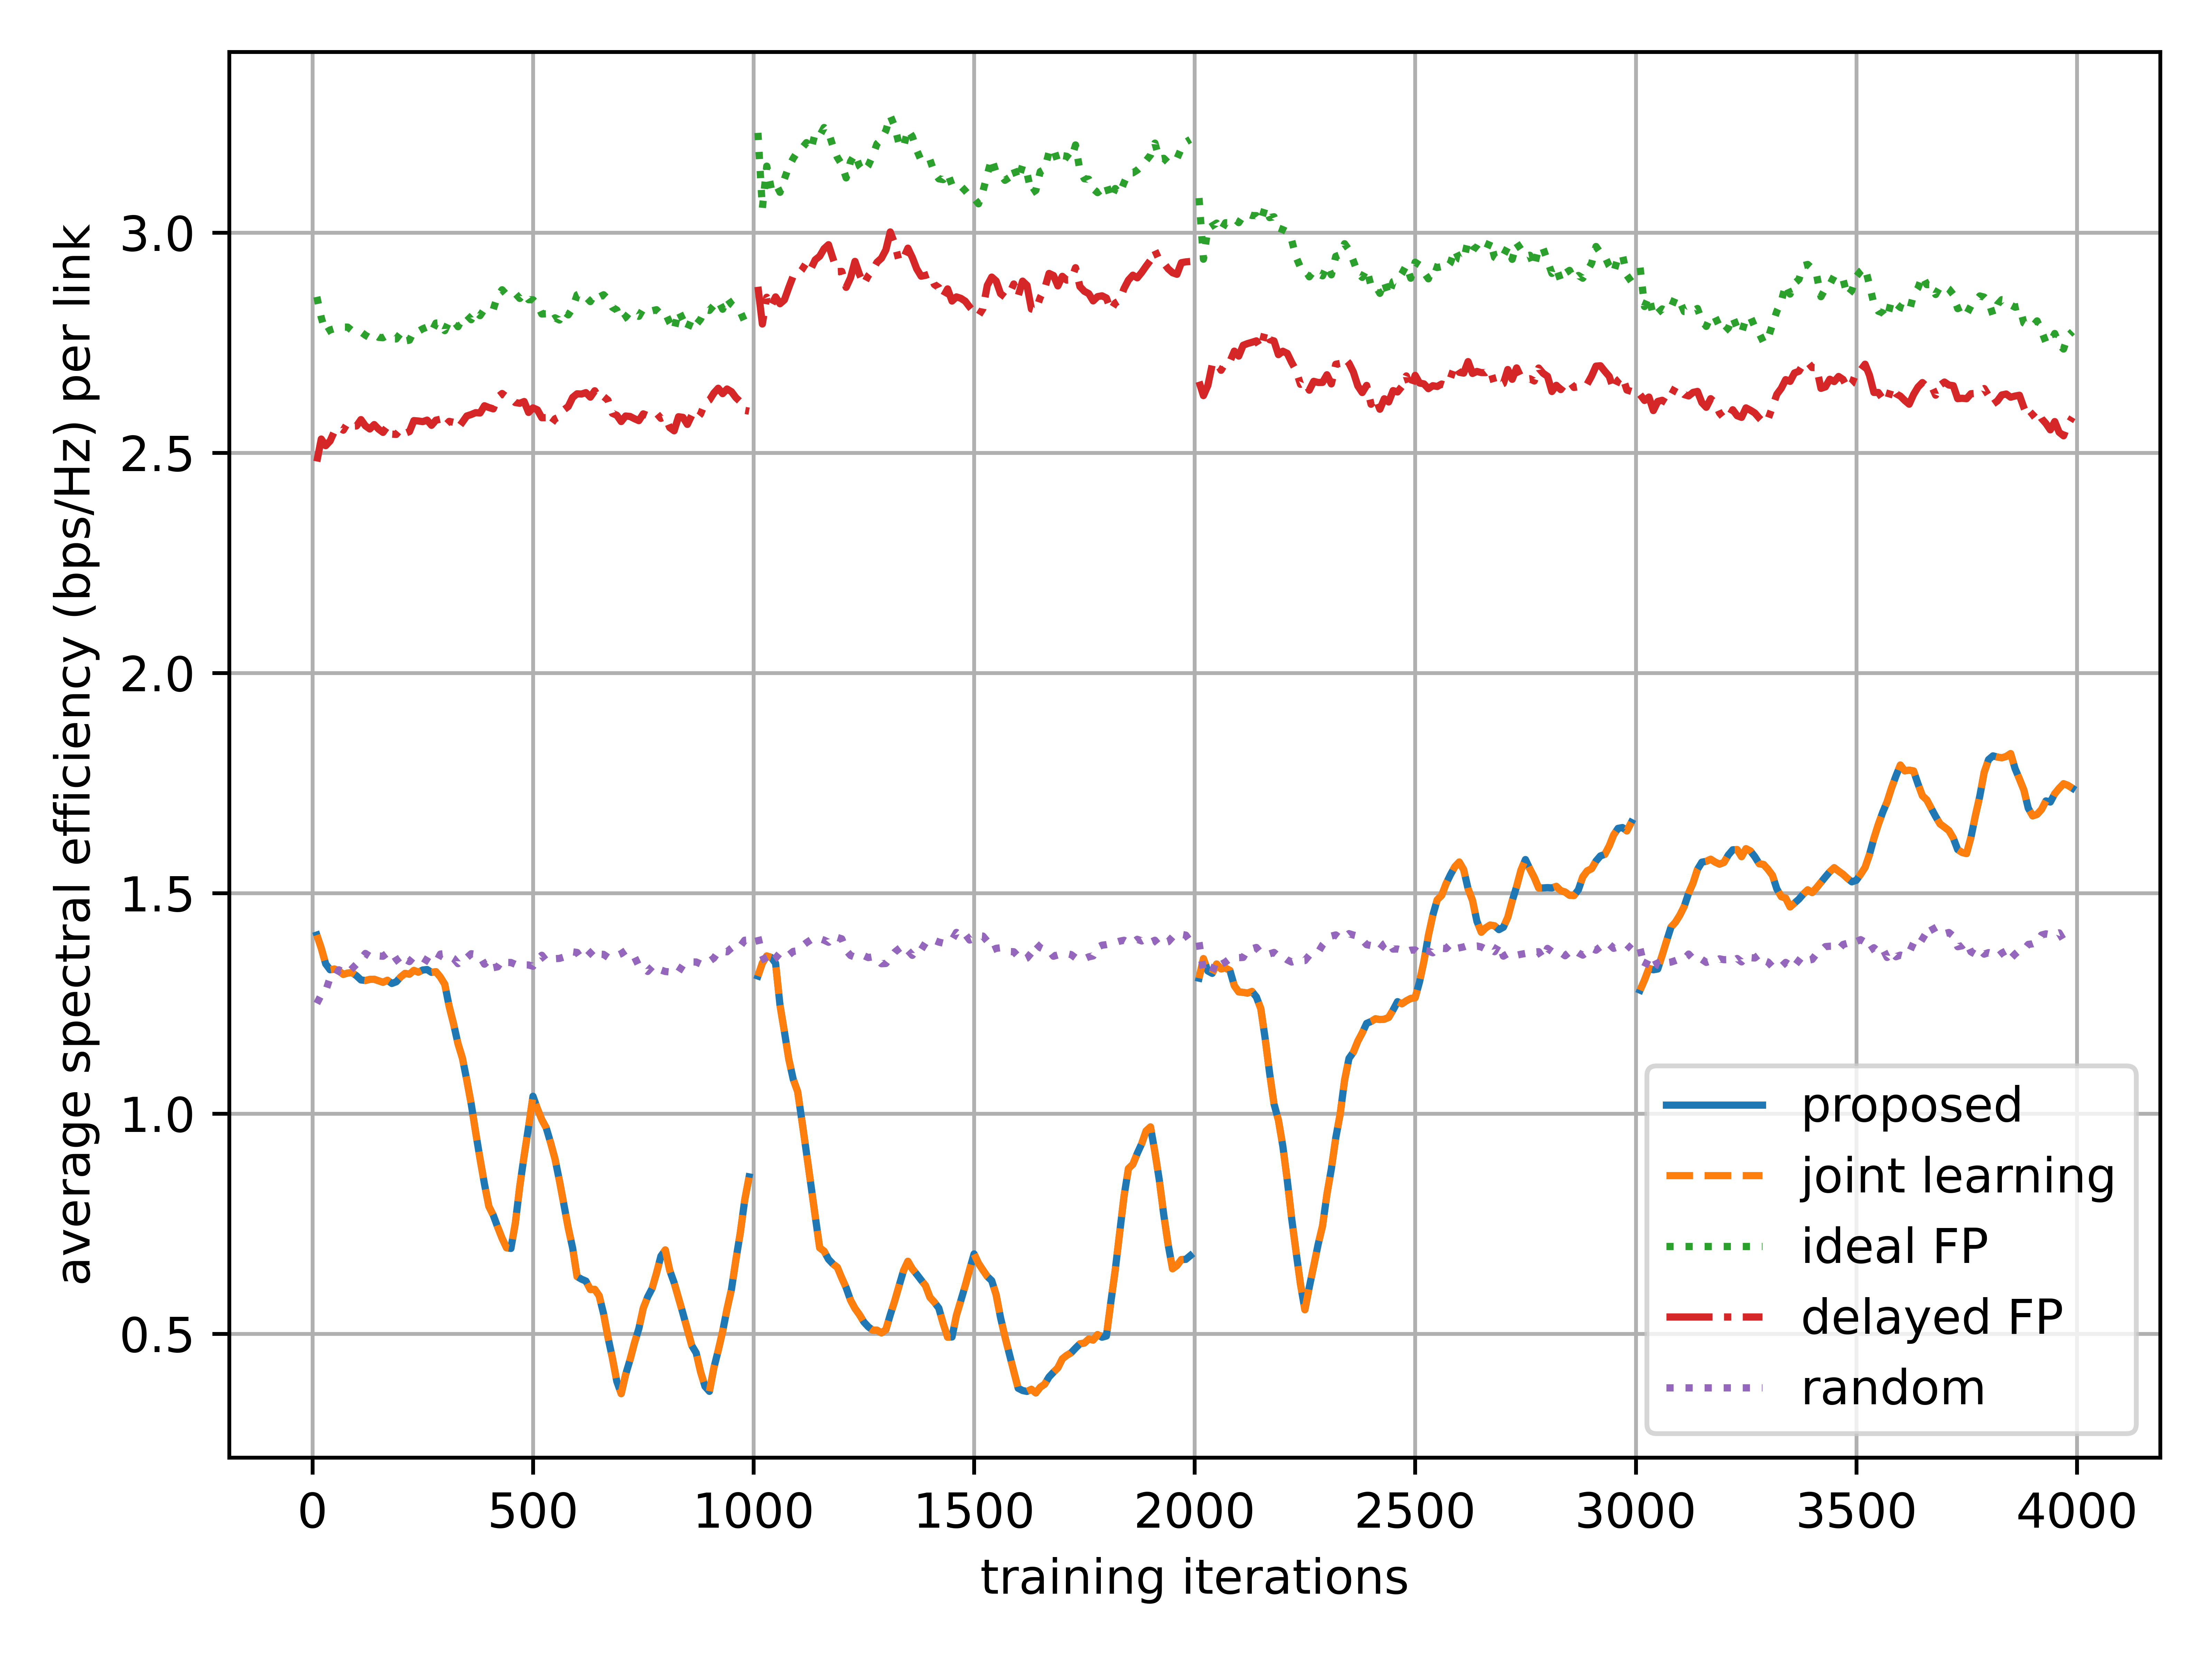 average spectral efficiency (bps/Hz) per link
3.0
2.5
2.0
1.5
1.0
0.5
proposed
joint learning
ideal FP
delayed FP
random
0 500 1000 1500 2000 2500 3000 3500 4000
training iterations